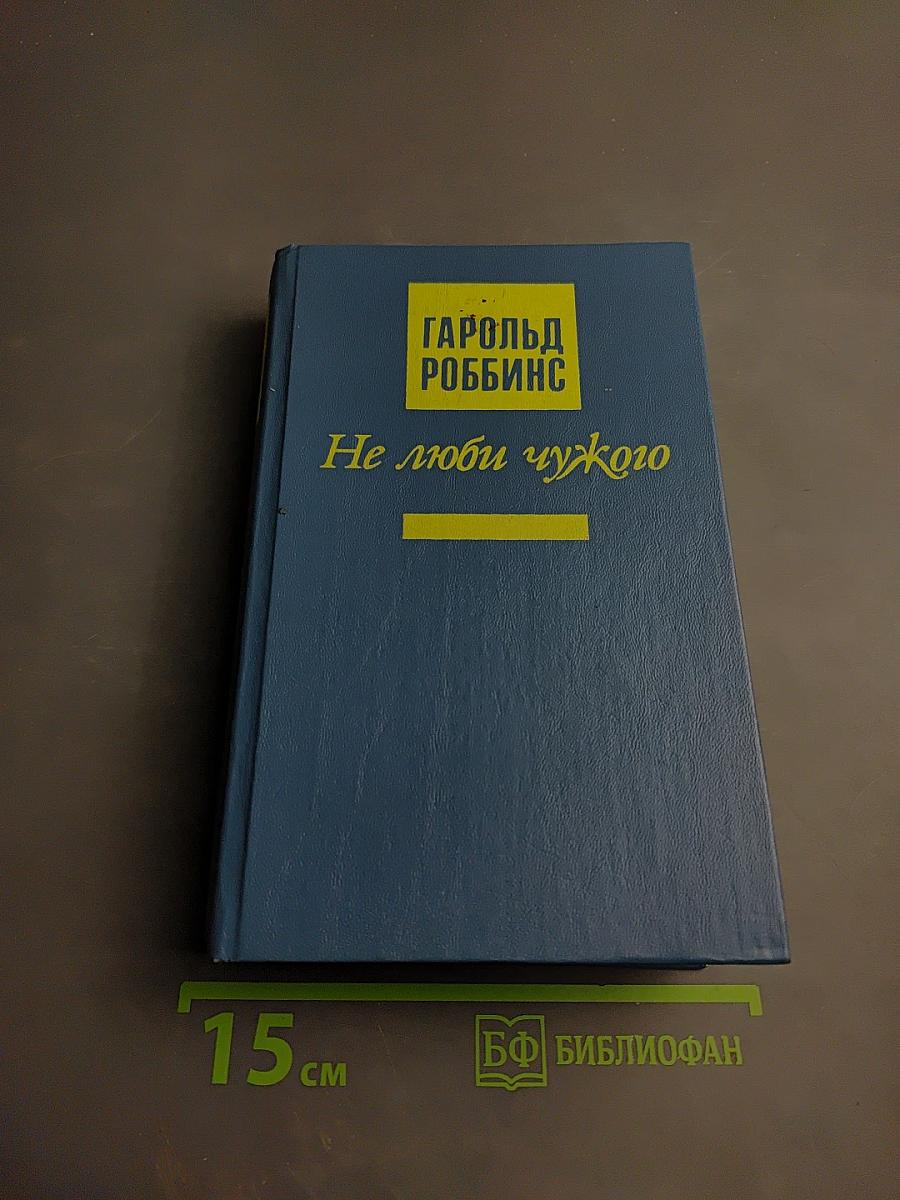 ГАРОЛЬД
РОББИНС
Не люби чужого
15 см
БФ БИБЛИОФАН